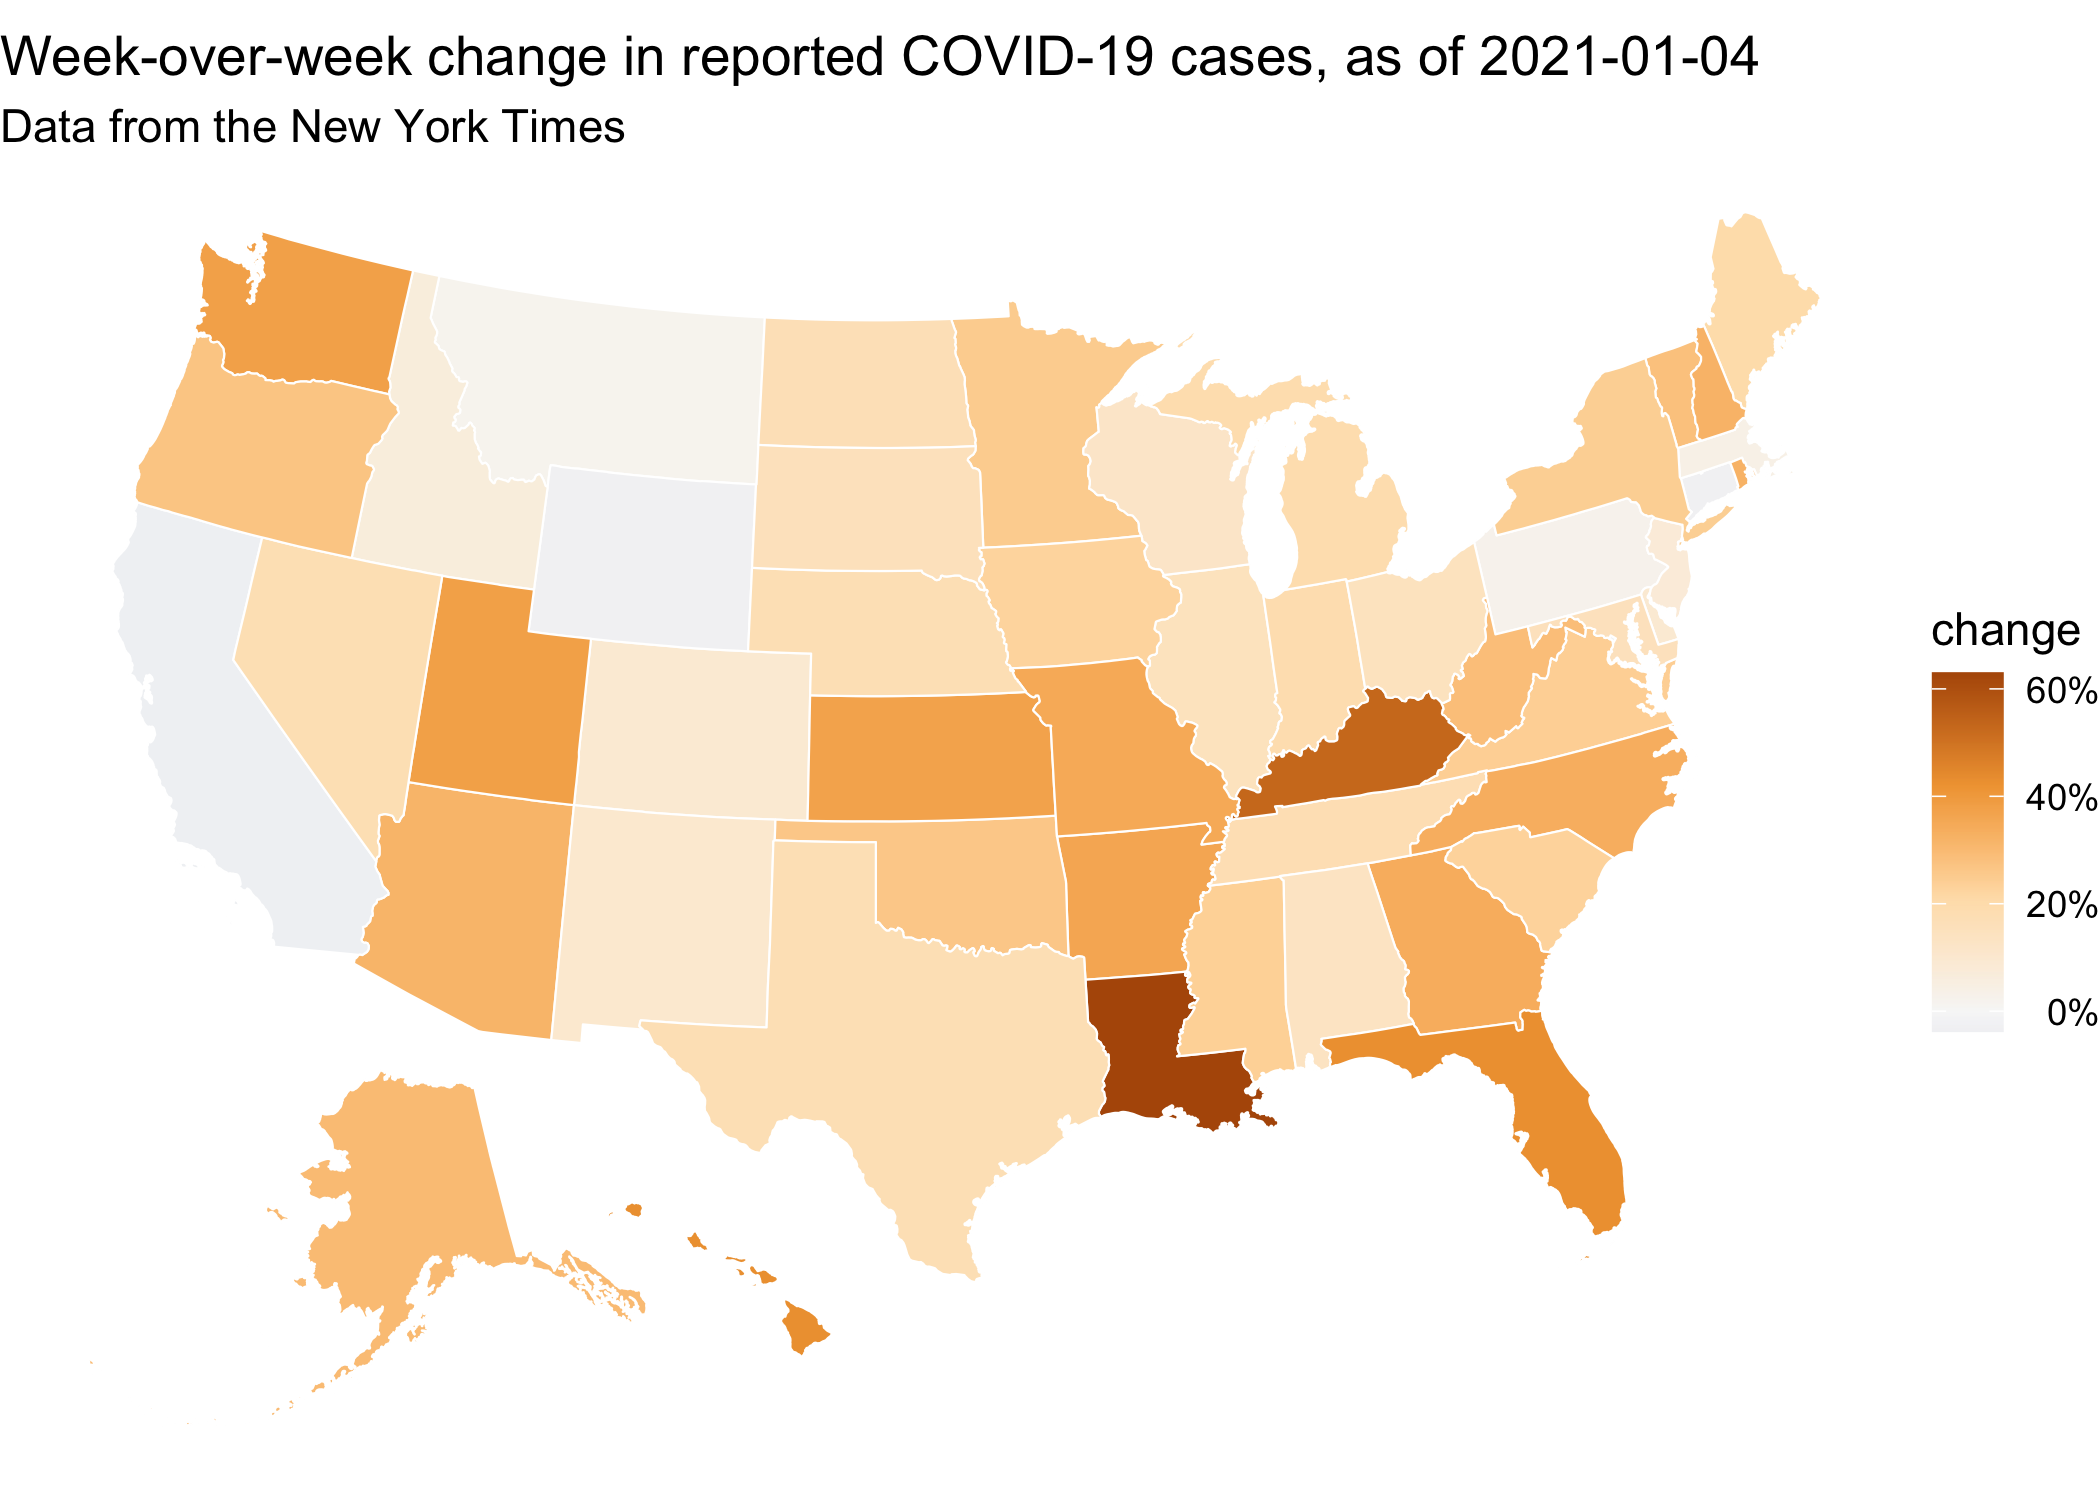 Week-over-week change in reported COVID-19 cases, as of 2021-01-04
Data from the New York Times
change
60%
40%
20%
0%